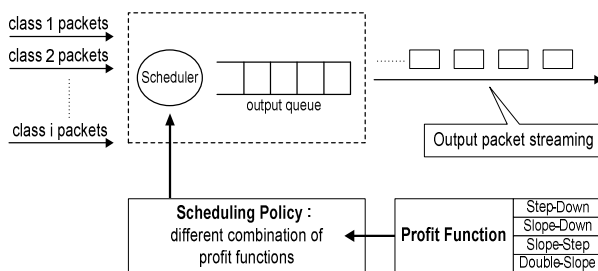 class 1 packets
class 2 packets
class i packets
Scheduler
output queue
Output packet streaming
Scheduling Policy :
different combination of
profit functions
Profit Function
Step-Down
Slope-Down
Slope-Step
Double-Slope